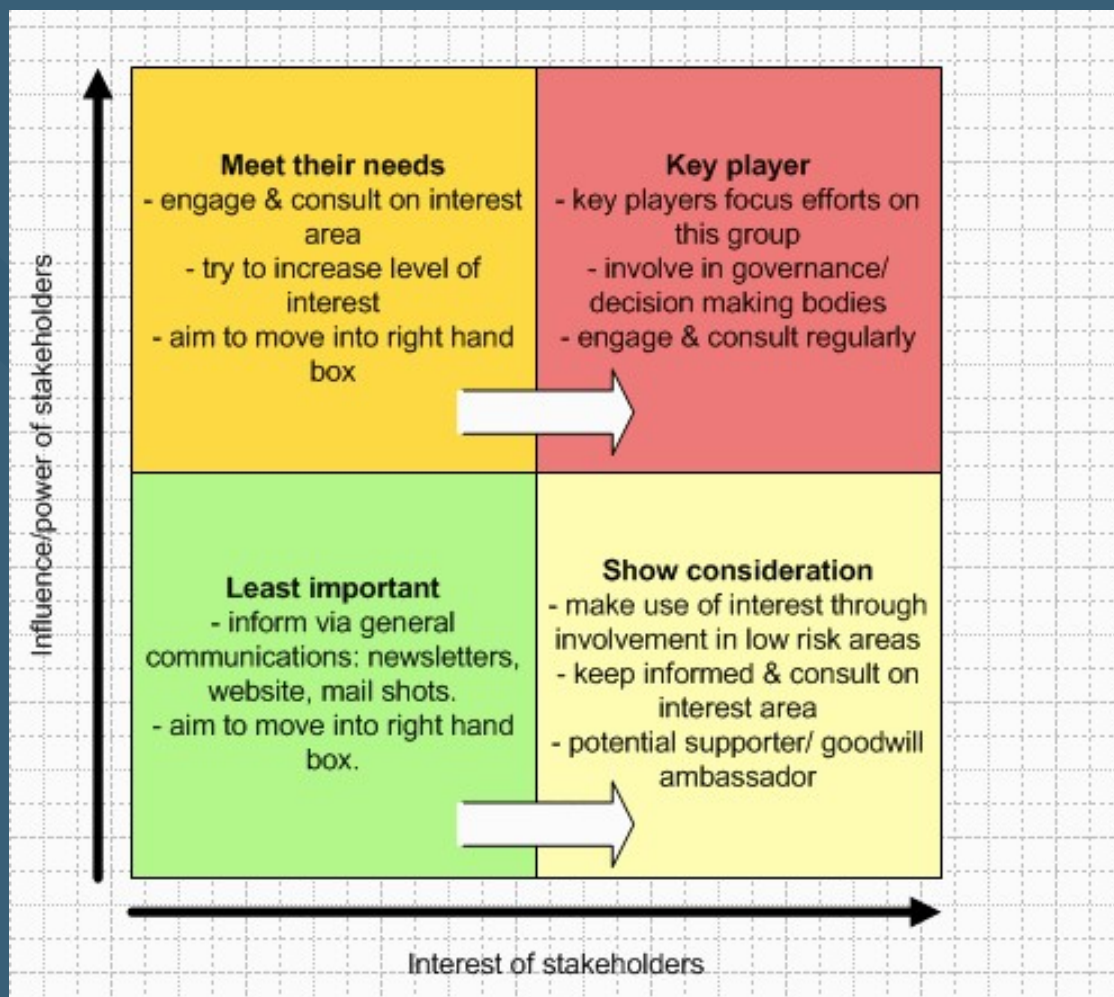 Influence/power of stakeholders
Meet their needs
- engage & consult on interest
area
- try to increase level of
interest
- aim to move into right hand
box
Key player
- key players focus efforts on
this group
- involve in governance/
decision making bodies
- engage & consult regularly
Least important
- inform via general
communications: newsletters,
website, mail shots.
- aim to move into right hand
box.
Show consideration
- make use of interest through
involvement in low risk areas
- keep informed & consult on
interest area
- potential supporter/ goodwill
ambassador
Interest of stakeholders